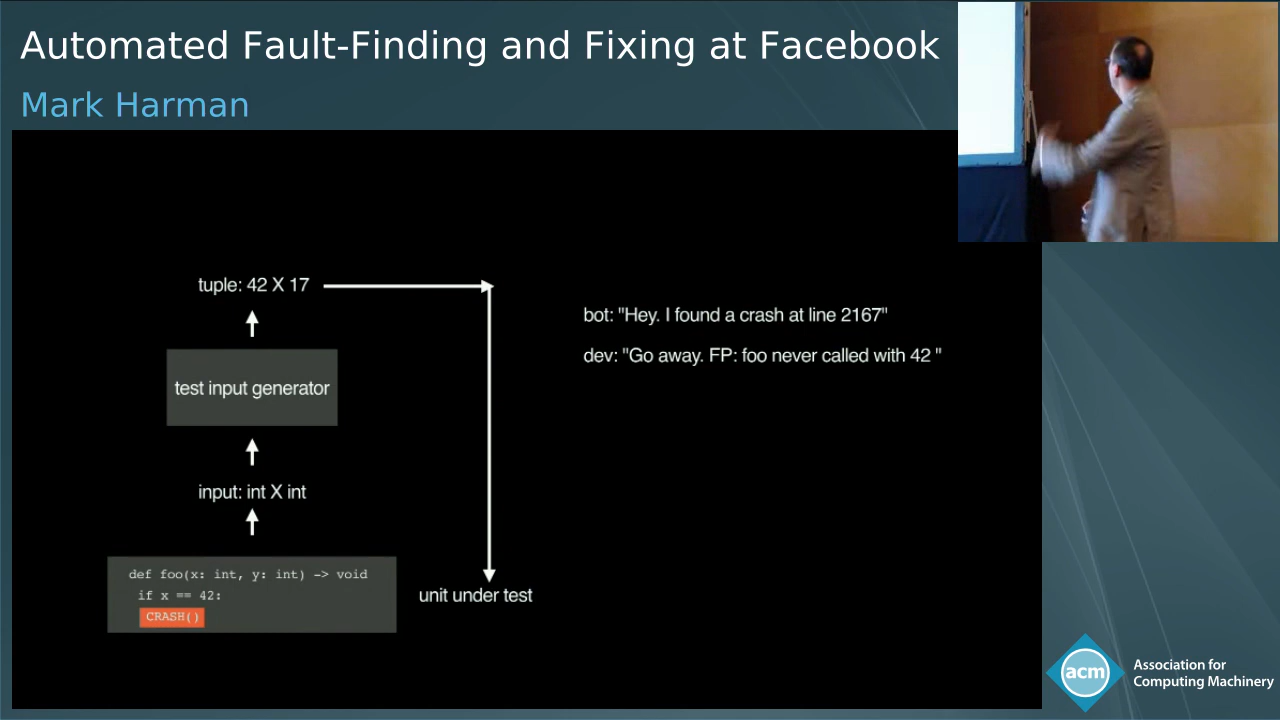 Automated Fault-Finding and Fixing at Facebook
Mark Harman
tuple: 42 X 17
test input generator
input: int X int
def foo(x: int, y: int) -> void
if x == 42:
CRASH()
unit under test
bot: "Hey. I found a crash at line 2167"
dev: "Go away. FP: foo never called with 42 "
acm
Association for
Computing Machinery